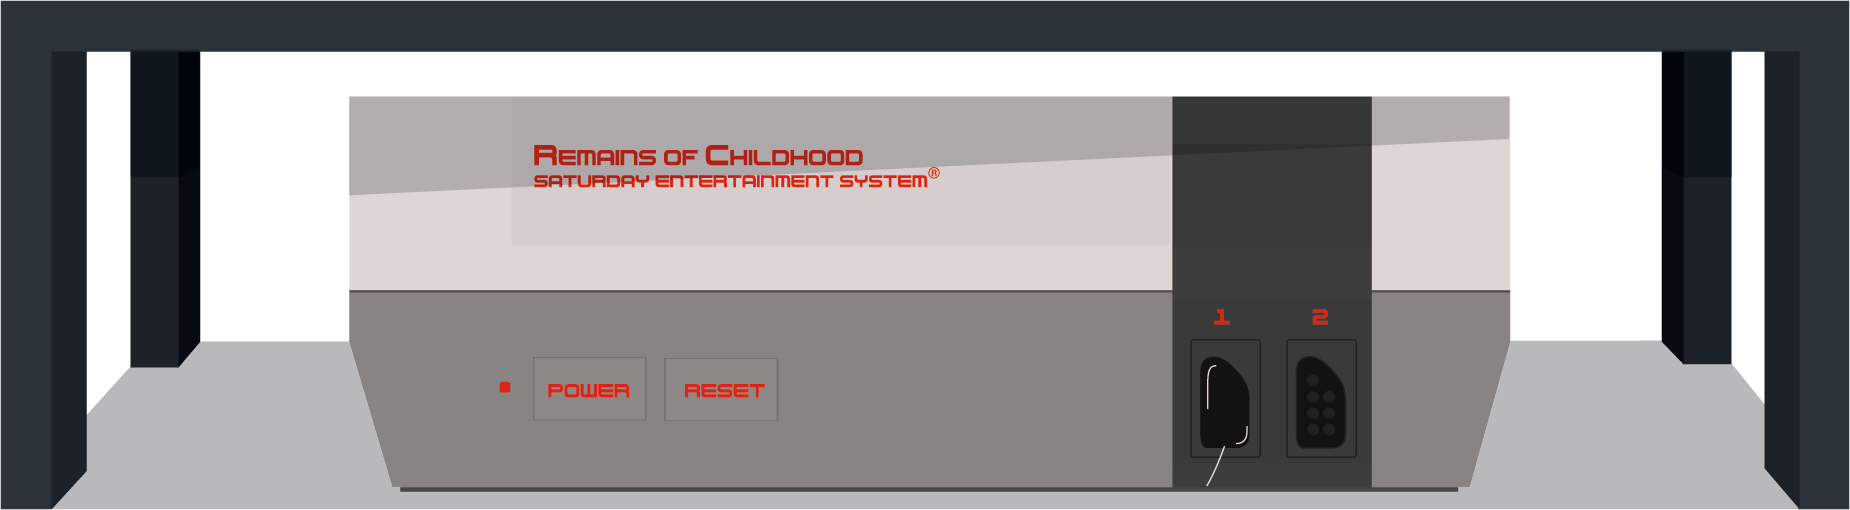 Remains of Childhood
SATURDAY ENTERTAINMENT SYSTEM®
1 2
POWER RESET